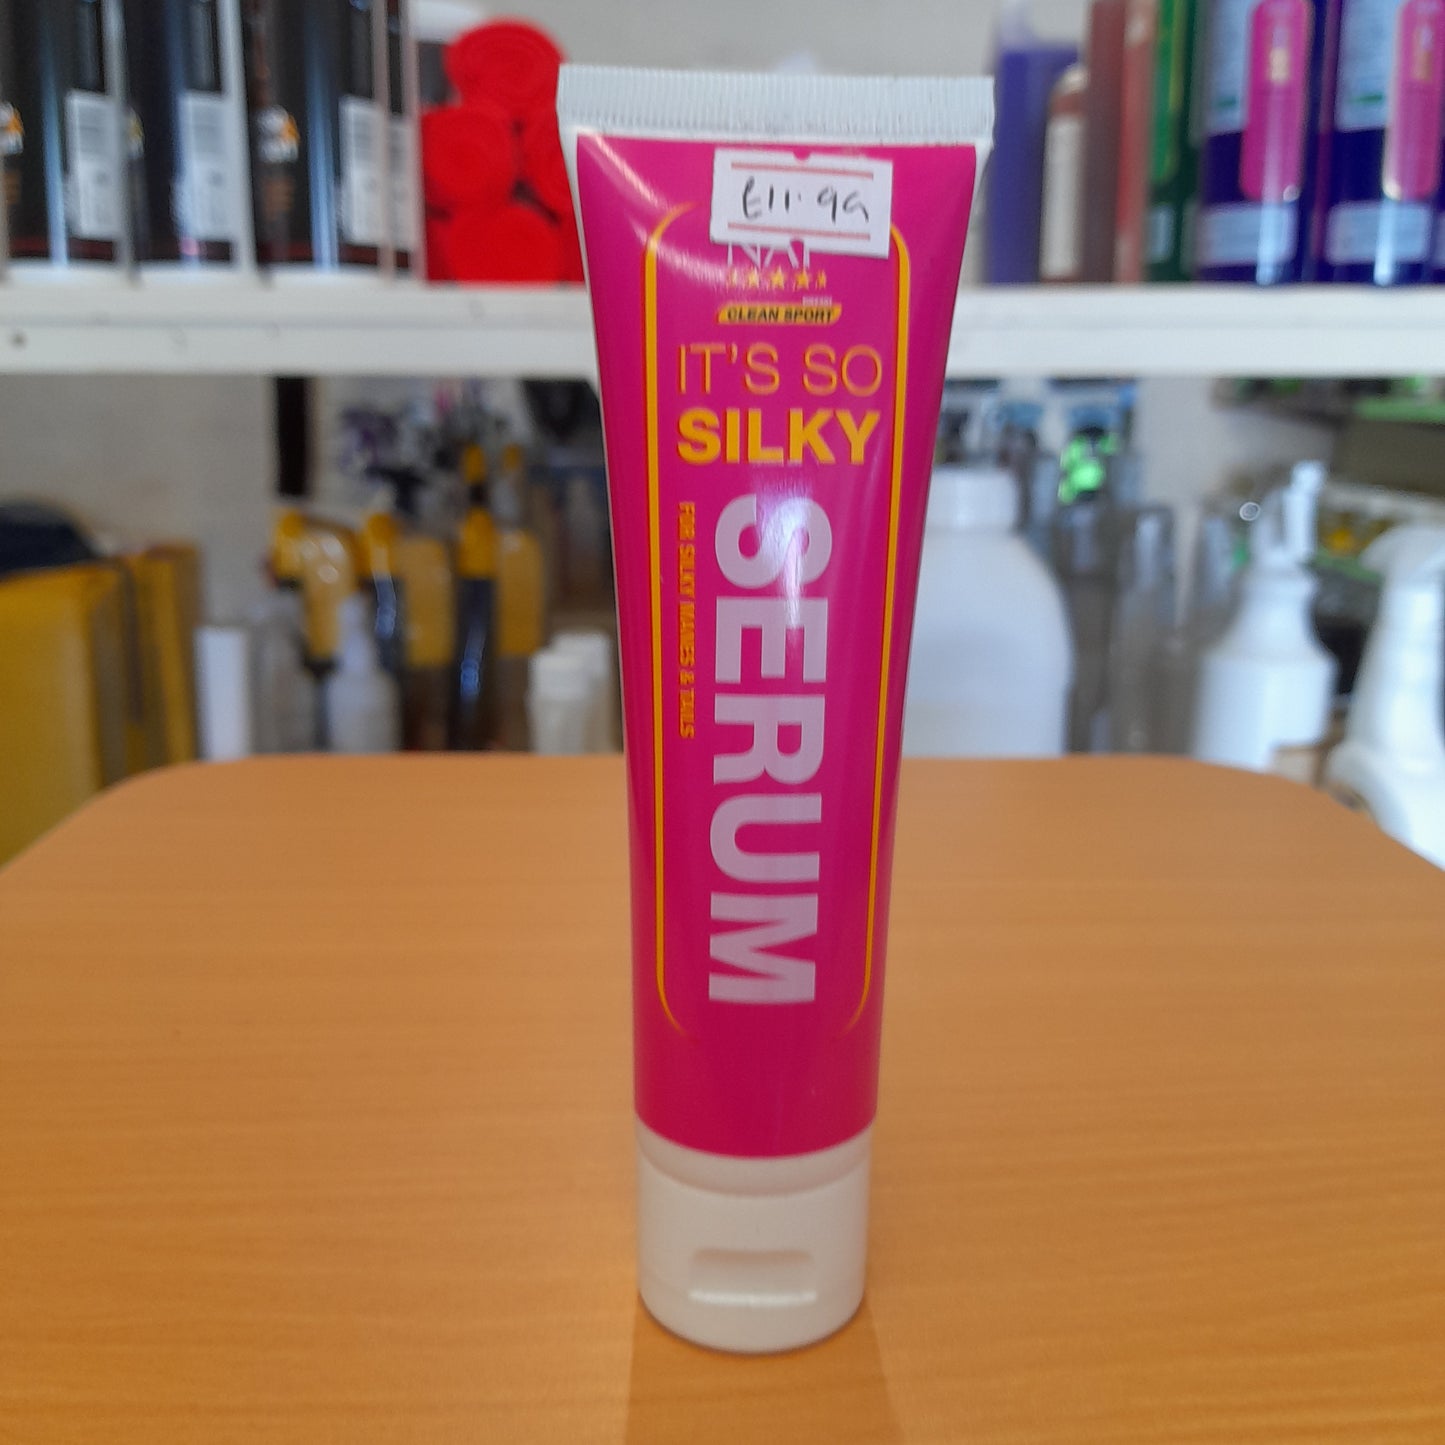 £11.99
NAF
CLEAN SPORT
IT'S SO
SILKY
SERUM
FOR SILKY MANES & TAILS